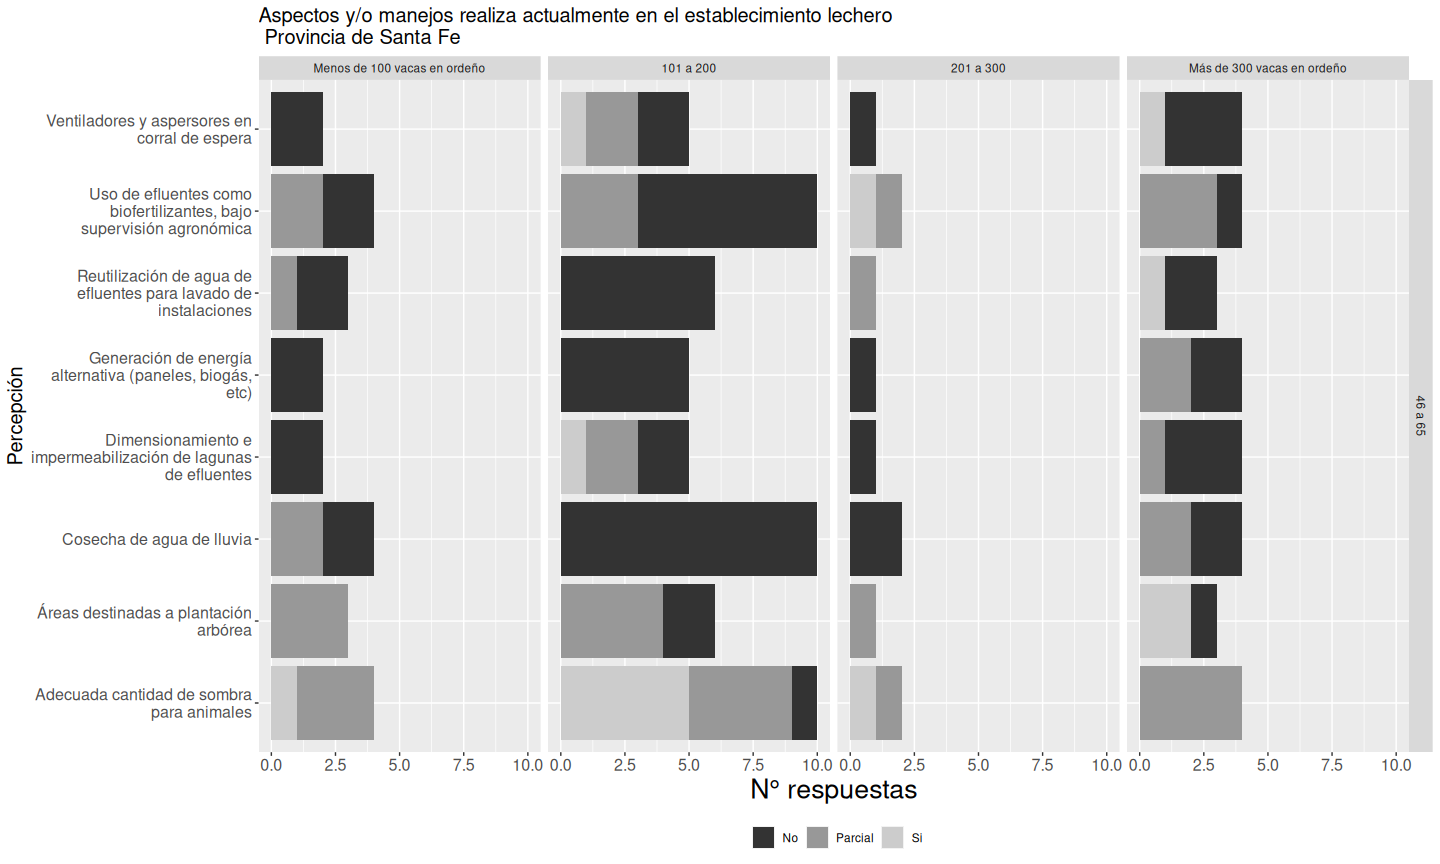 Aspectos y/o manejos realiza actualmente en el establecimiento lechero
Provincia de Santa Fe
Menos de 100 vacas en ordeño
101 a 200
201 a 300
Más de 300 vacas en ordeño
46 a 65
Percepción
Ventiladores y aspersores en
corral de espera
Uso de efluentes como
biofertilizantes, bajo
supervisión agronómica
Reutilización de agua de
efluentes para lavado de
instalaciones
Generación de energía
alternativa (paneles, biogás,
etc)
Dimensionamiento e
impermeabilización de lagunas
de efluentes
Cosecha de agua de lluvia
Áreas destinadas a plantación
arbórea
Adecuada cantidad de sombra
para animales
0.0 2.5 5.0 7.5 10.0
0.0 2.5 5.0 7.5 10.0
0.0 2.5 5.0 7.5 10.0
0.0 2.5 5.0 7.5 10.0
Nº respuestas
No Parcial Si